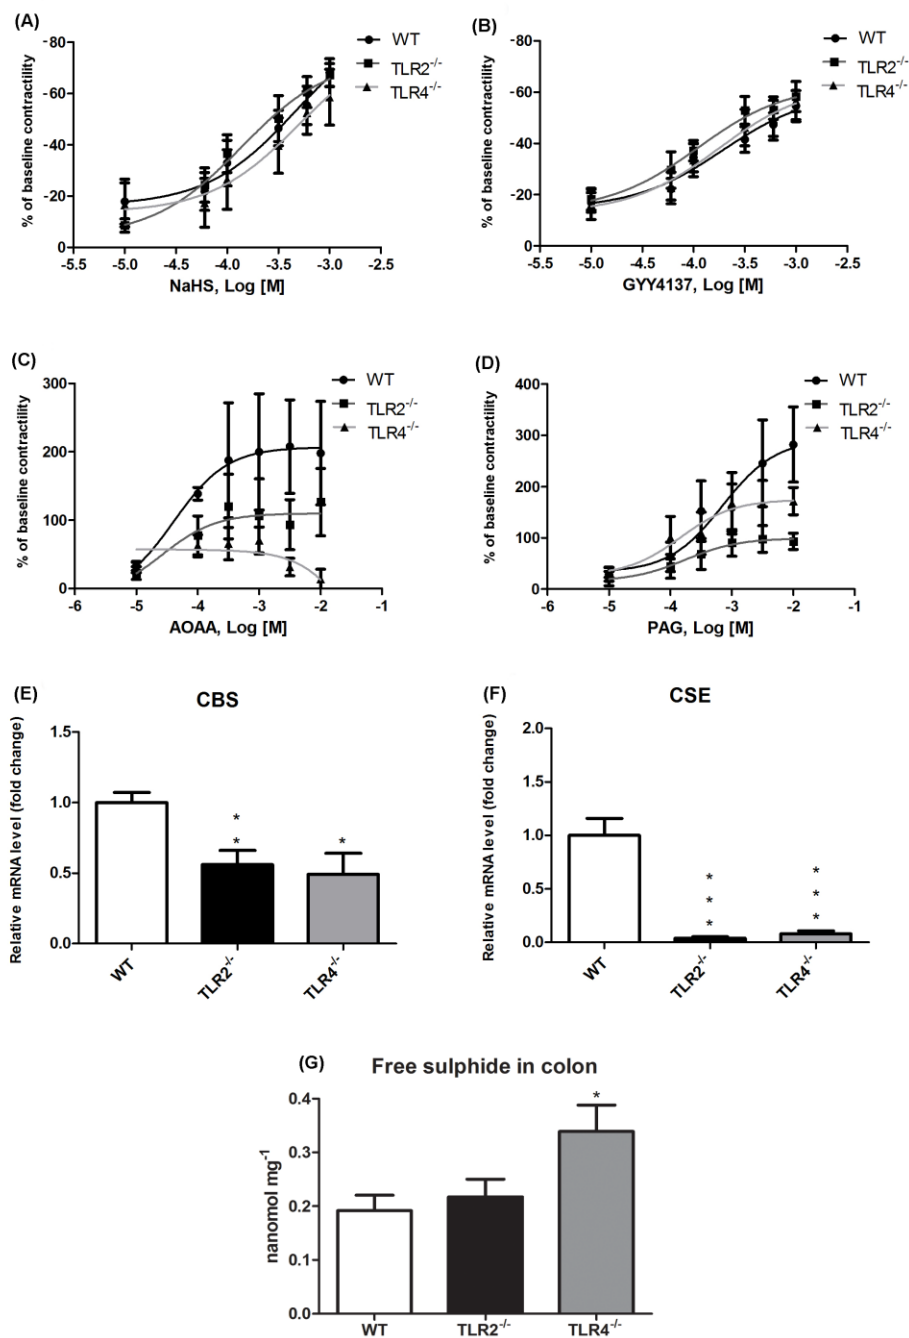 (A)
-80
-60
-40
-20
0
% of baseline contractility
-5.5 -5.0 -4.5 -4.0 -3.5 -3.0 -2.5
NaHS, Log [M]
WT
TLR2-/-
TLR4-/-
(B)
-80
-60
-40
-20
0
% of baseline contractility
-5.5 -5.0 -4.5 -4.0 -3.5 -3.0 -2.5
GYY4137, Log [M]
WT
TLR2-/-
TLR4-/-
(C)
300
200
100
0
% of baseline contractility
-6 -5 -4 -3 -2 -1
AOAA, Log [M]
WT
TLR2-/-
TLR4-/-
(D)
400
300
200
100
0
% of baseline contractility
-6 -5 -4 -3 -2 -1
PAG, Log [M]
WT
TLR2-/-
TLR4-/-
(E)
CBS
1.5
1.0
0.5
0.0
Relative mRNA level (fold change)
*
*
*
WT TLR2-/- TLR4-/-
(F)
CSE
2.0
1.5
1.0
0.5
0.0
Relative mRNA level (fold change)
* *
* *
* *
WT TLR2-/- TLR4-/-
(G)
Free sulphide in colon
0.4
0.3
0.2
0.1
0.0
nanomol mg-1
*
WT TLR2-/- TLR4-/-